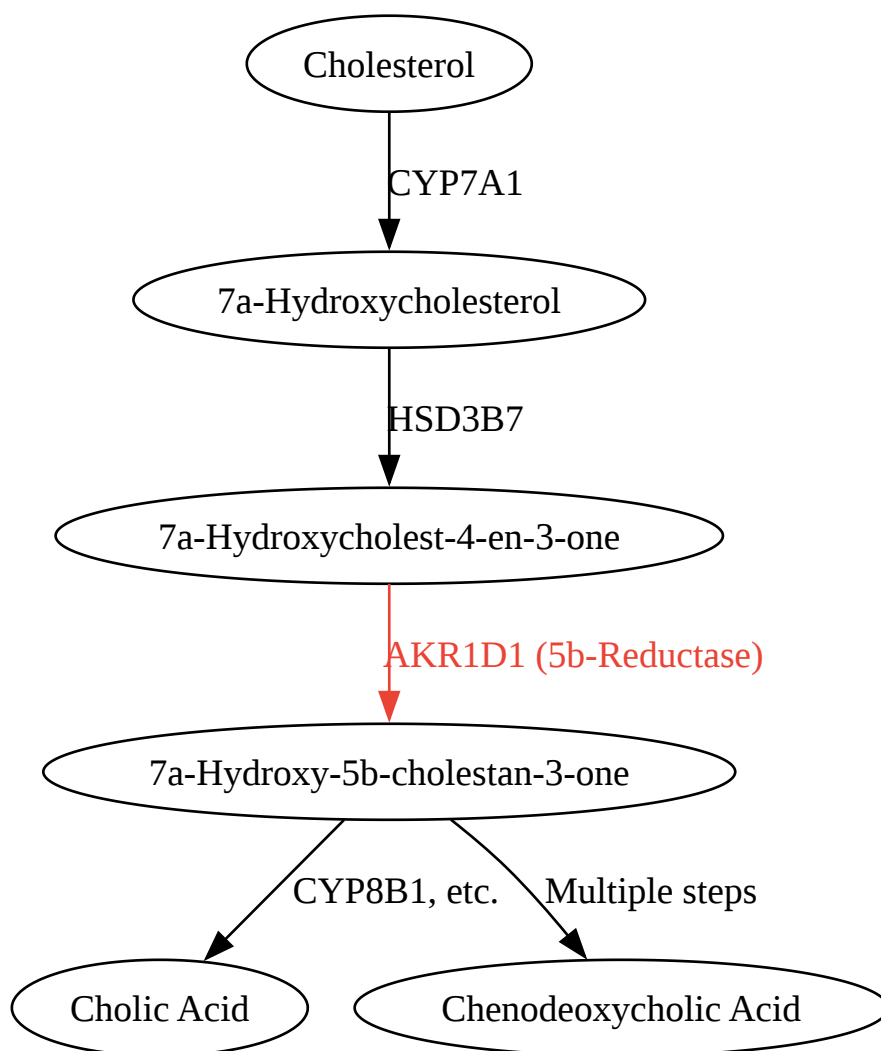 Cholesterol
CYP7A1
7a-Hydroxycholesterol
HSD3B7
7a-Hydroxycholest-4-en-3-one
AKR1D1 (5b-Reductase)
7a-Hydroxy-5b-cholestan-3-one
CYP8B1, etc.
Multiple steps
Cholic Acid
Chenodeoxycholic Acid